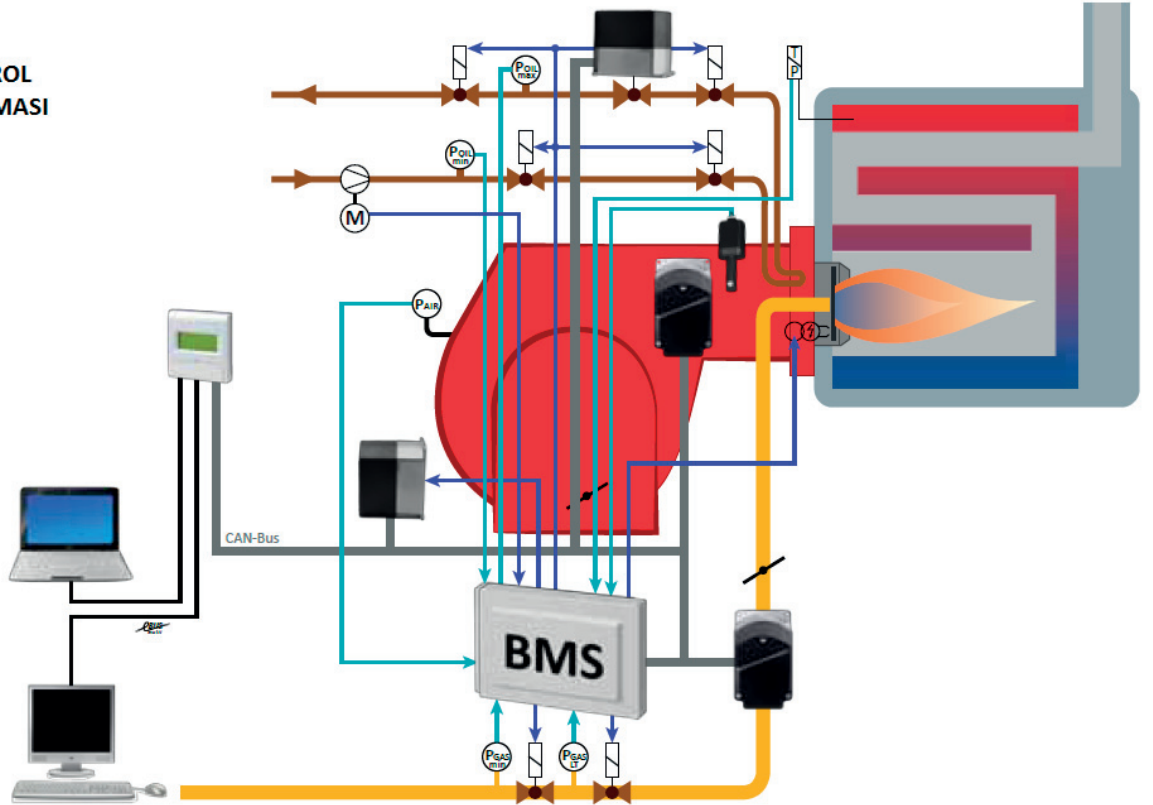 ROL
MASI
T
P
POIL
max
POIL
min
M
PAIR
CAN-Bus
BMS
PGAS
min
PGAS
LT